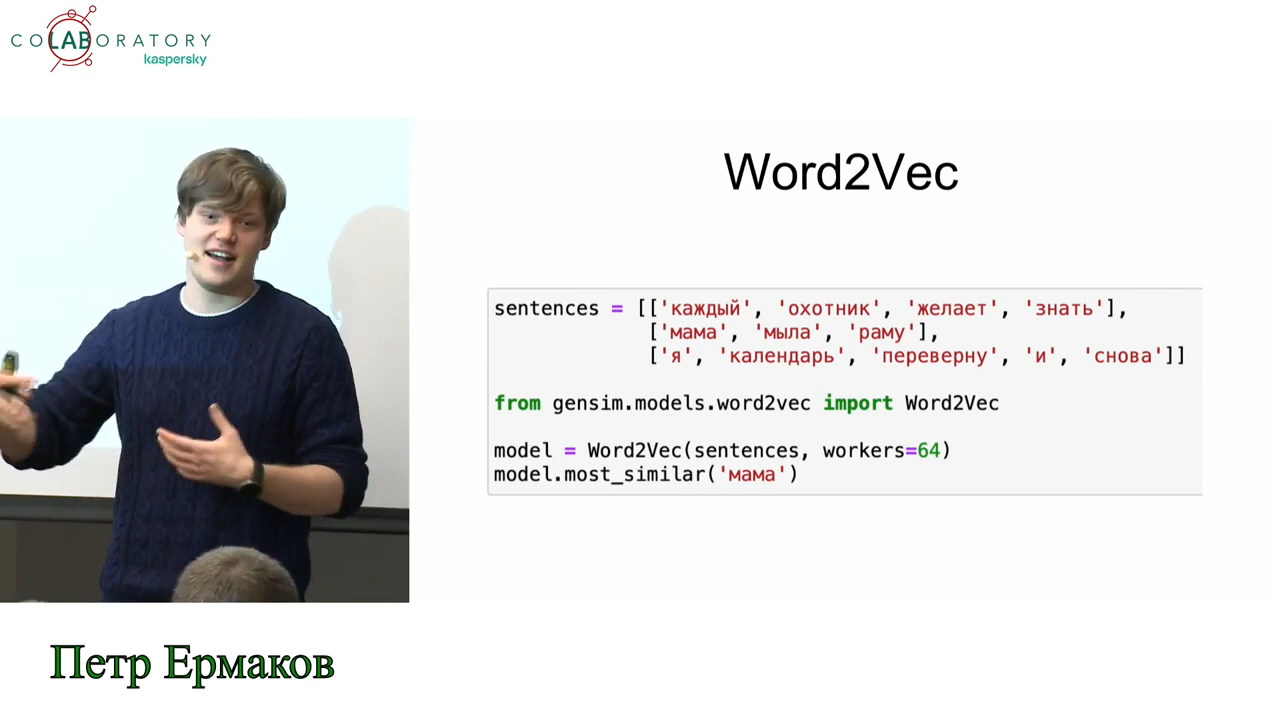 COLABORATORY
kaspersky
Word2Vec
sentences = [['каждый', 'охотник', 'желает', 'знать'],
['мама', 'мыла', 'раму'],
['я', 'календарь', 'переверну', 'и', 'снова']]
from gensim.models.word2vec import Word2Vec
model = Word2Vec(sentences, workers=64)
model.most_similar('мама')
Петр Ермаков